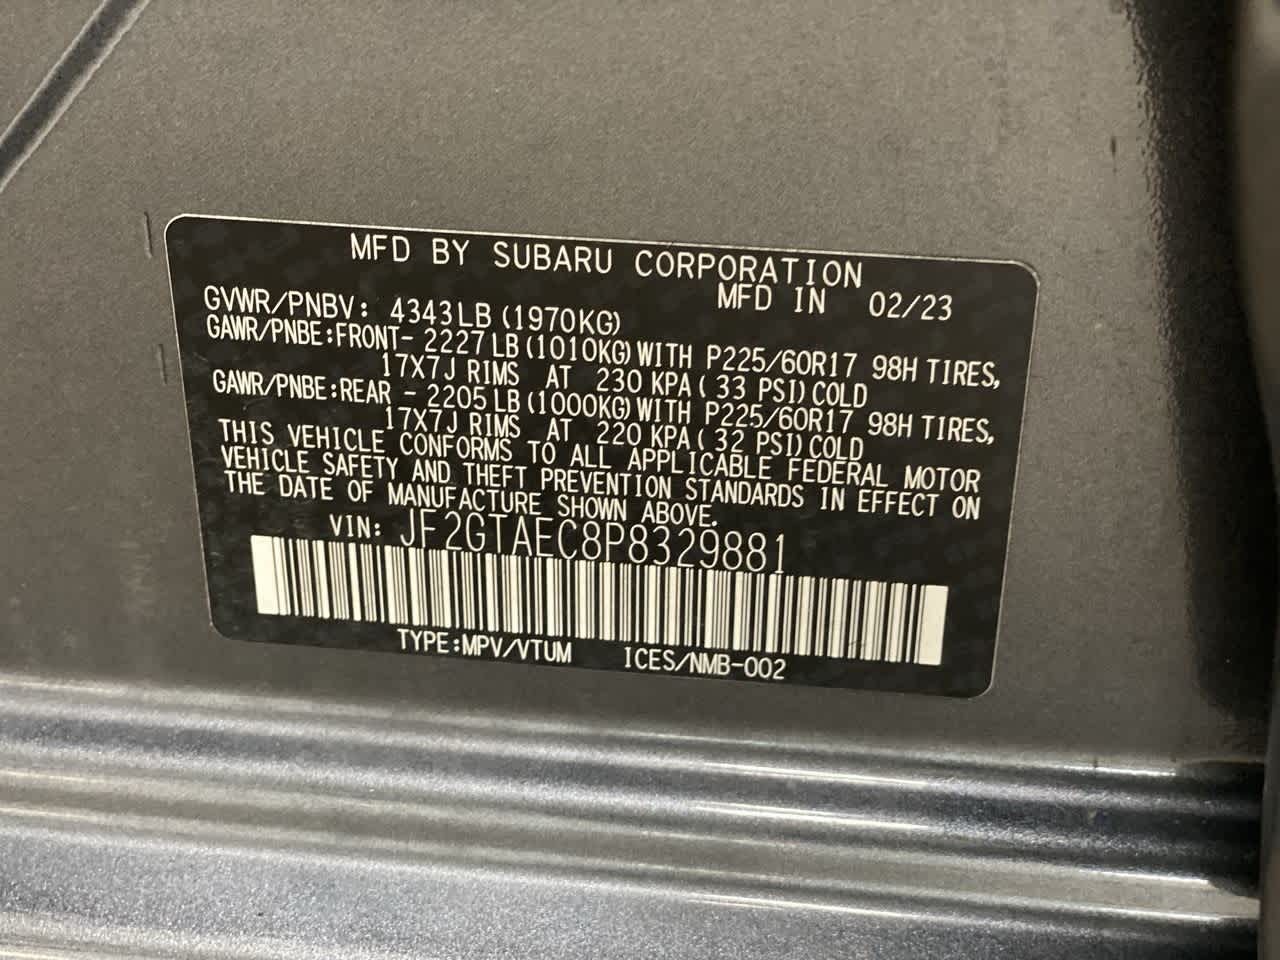 MFD BY SUBARU CORPORATION
MFD IN 02/23
GVWR/PNBV: 4343LB (1970KG)
GAWR/PNBE:FRONT- 2227 LB (1010KG) WITH P225/60R17 98H TIRES,
17X7J RIMS AT 230 KPA ( 33 PSI) COLD
GAWR/PNBE:REAR - 2205 LB (1000KG) WITH P225/60R17 98H TIRES,
17X7J RIMS AT 220 KPA ( 32 PSI) COLD
THIS VEHICLE CONFORMS TO ALL APPLICABLE FEDERAL MOTOR
VEHICLE SAFETY AND THEFT PREVENTION STANDARDS IN EFFECT ON
THE DATE OF MANUFACTURE SHOWN ABOVE.
VIN: JF2GTAEC8P8329881
TYPE:MPV/VTUM ICES/NMB-002